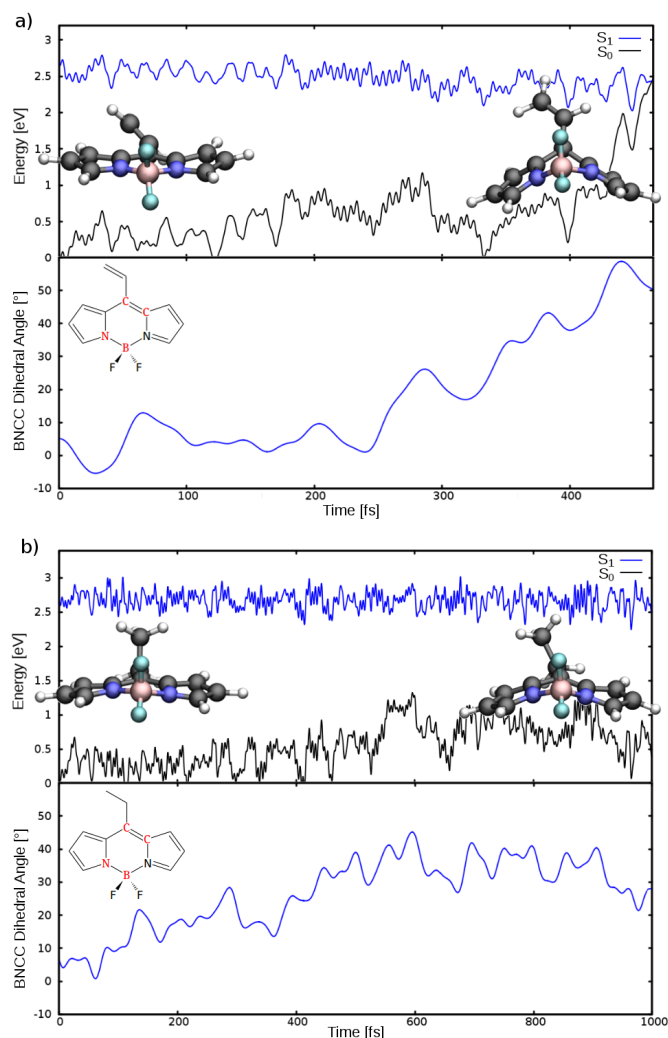 a)
S₁
S₀
3
2.5
2
1.5
1
0.5
0
Energy [eV]
50
40
30
20
10
0
-10
BNCC Dihedral Angle [°]
C
C
N
N
B
F
F
0
100
200
300
400
Time [fs]
b)
S₁
S₀
3
2.5
2
1.5
1
0.5
0
Energy [eV]
50
40
30
20
10
0
-10
BNCC Dihedral Angle [°]
C
C
N
N
B
F
F
0
200
400
600
800
1000
Time [fs]